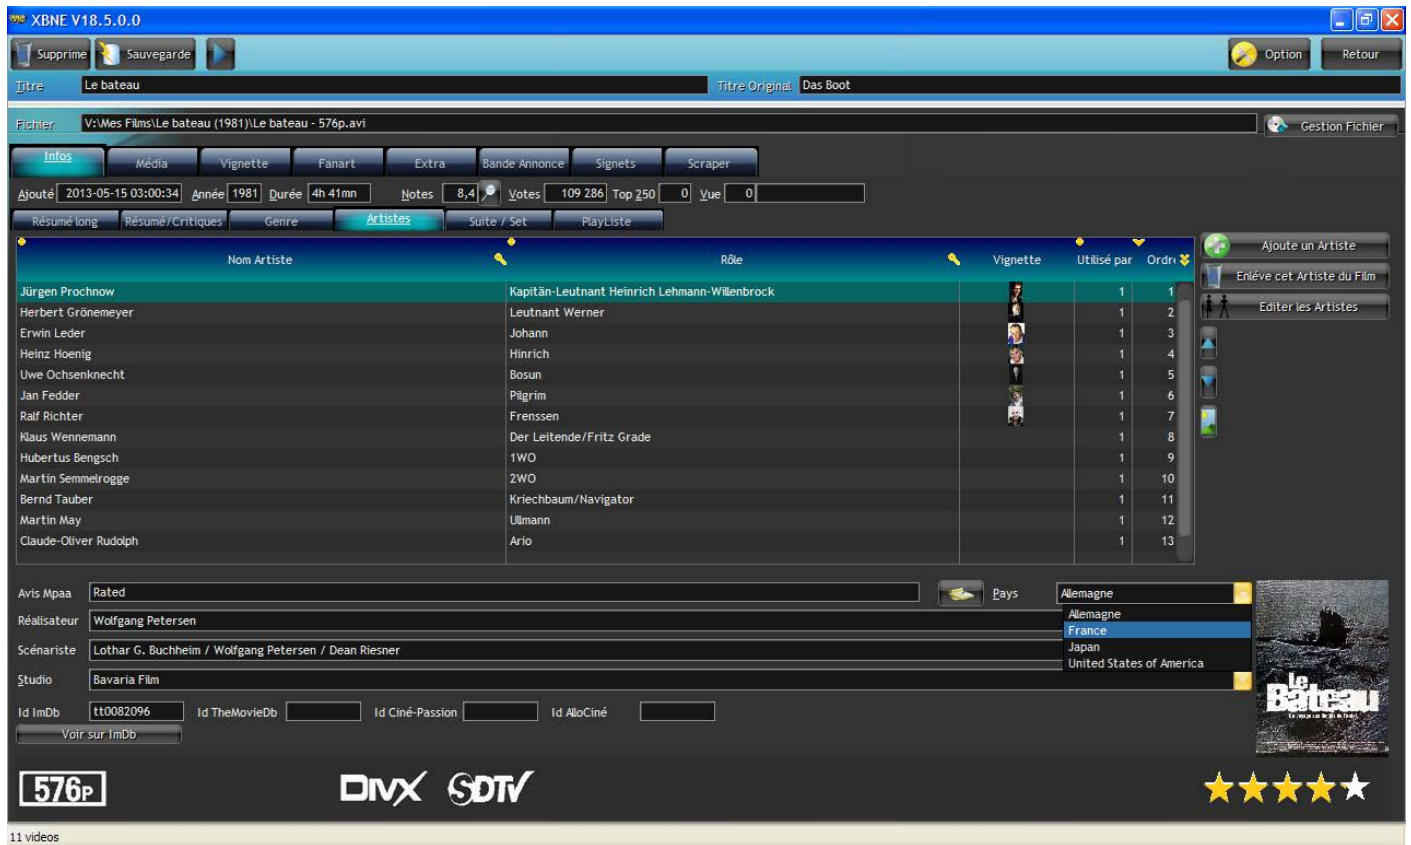 XBNE V18.5.0.0
Supprime Sauvegarde Option Retour
Titre Le bateau Titre Original Das Boot
Fichier V:\Mes Films\Le bateau (1981)\Le bateau - 576p.avi Gestion Fichier
Infos Média Vignette Fanart Extra Bande Annonce Signets Scraper
Ajouté 2013-05-15 03:00:34 Année 1981 Durée 4h 41mn Notes 8,4 Votes 109 286 Top 250 0 Vue 0
Résumé long Résumé/Critiques Genre Artistes Suite / Set PlayListe
Nom Artiste Rôle Vignette Utilisé par Ordre
Ajoute un Artiste
Enléve cet Artiste du Film
Editer les Artistes
Jürgen Prochnow Kapitän-Leutnant Heinrich Lehmann-Willenbrock 1 1
Herbert Grönemeyer Leutnant Werner 1 2
Erwin Leder Johann 1 3
Heinz Hoenig Hinrich 1 4
Uwe Ochsenknecht Bosun 1 5
Jan Fedder Pilgrim 1 6
Ralf Richter Frenssen 1 7
Klaus Wennemann Der Leitende/Fritz Grade 1 8
Hubertus Bengsch 1WO 1 9
Martin Semmelrogge 2WO 1 10
Bernd Tauber Kriechbaum/Navigator 1 11
Martin May Ullmann 1 12
Claude-Oliver Rudolph Ario 1 13
Avis Mpaa Rated Pays Allemagne
Allemagne
France
Japan
United States of America
Réalisateur Wolfgang Petersen
Scénariste Lothar G. Buchheim / Wolfgang Petersen / Dean Riesner
Studio Bavaria Film
Id ImDb tt0082096 Id TheMovieDb Id Ciné-Passion Id AlloCiné
Voir sur ImDb
Le
Bateau
576P DIVX SDTV
11 videos